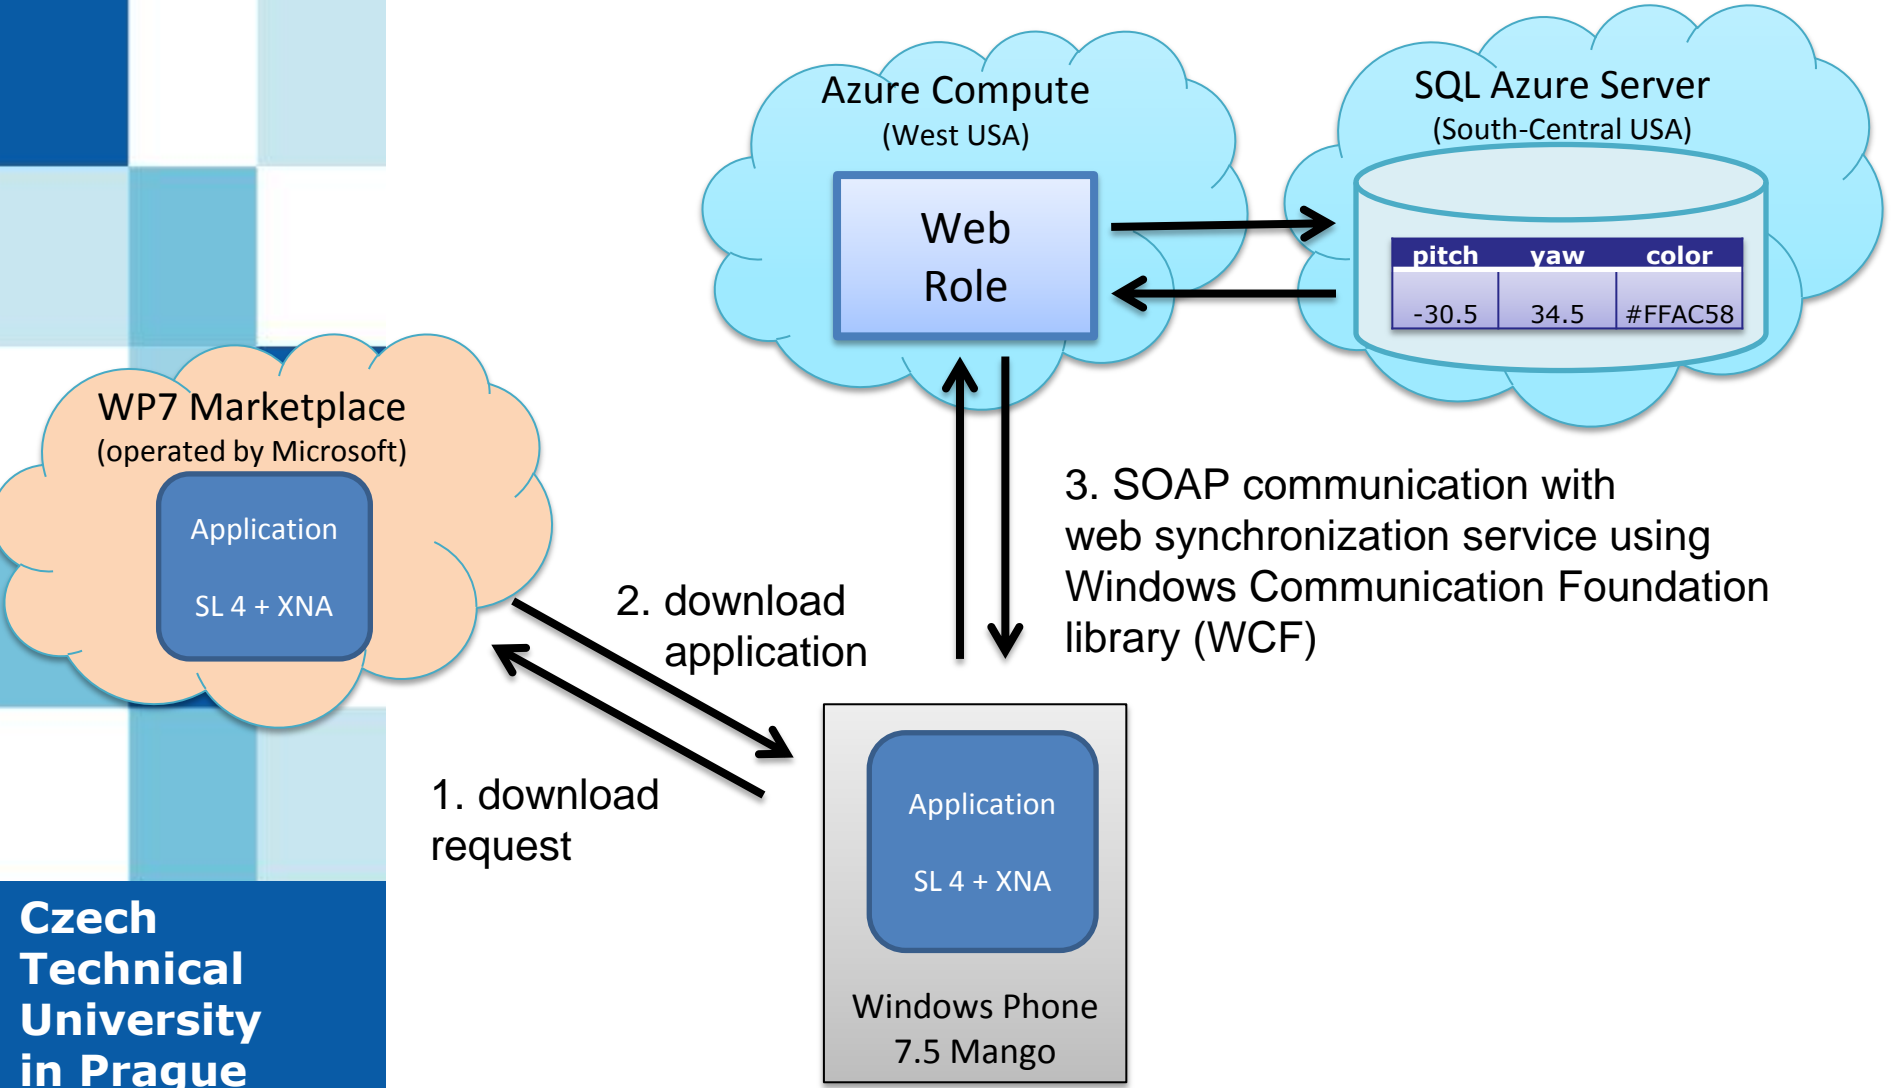 Azure Compute
(West USA)
Web
Role
SQL Azure Server
(South-Central USA)
pitch yaw color
-30.5 34.5 #FFAC58
WP7 Marketplace
(operated by Microsoft)
Application
SL 4 + XNA
2. download
application
1. download
request
3. SOAP communication with
web synchronization service using
Windows Communication Foundation
library (WCF)
Application
SL 4 + XNA
Windows Phone
7.5 Mango
Czech
Technical
University
in Prague